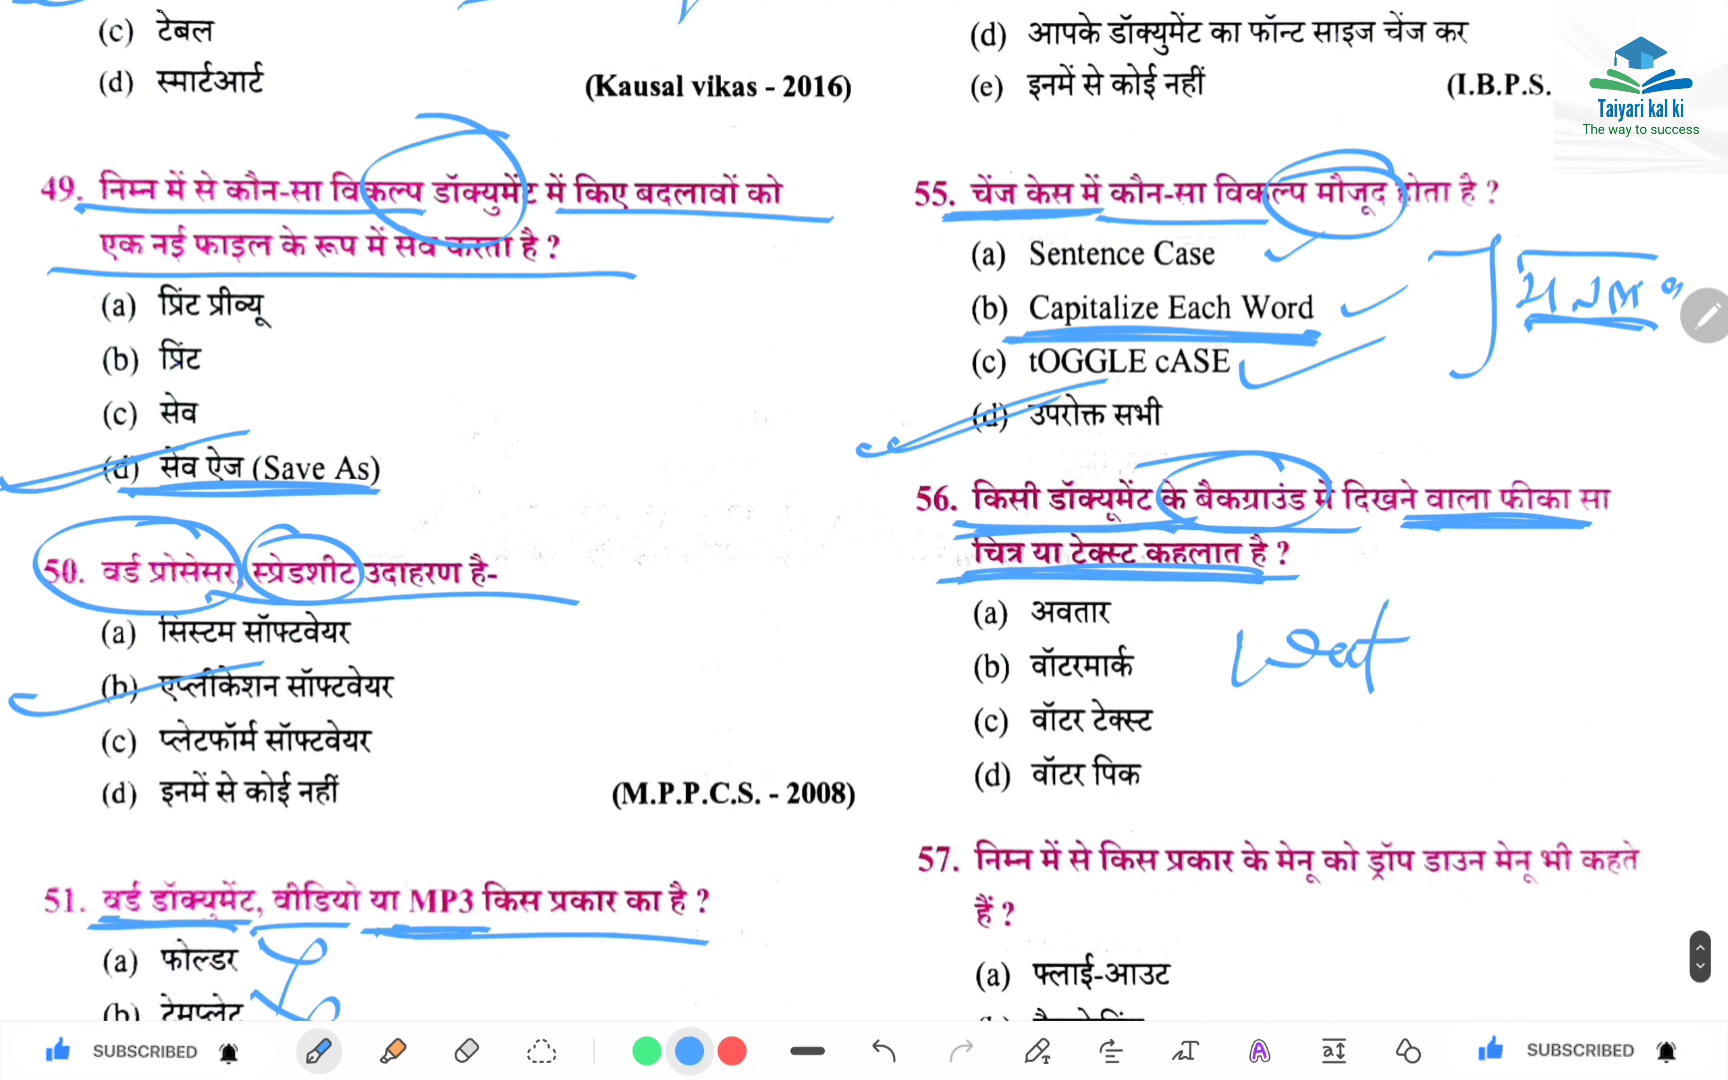 (c) टेबल
(d) स्मार्टआर्ट (Kausal vikas - 2016)
49. निम्न में से कौन-सा विकल्प डॉक्युमेंट में किए बदलावों को
एक नई फाइल के रूप में सेव करता है ?
(a) प्रिंट प्रीव्यू
(b) प्रिंट
(c) सेव
(d) सेव ऐज (Save As)
50. वर्ड प्रोसेसर, स्प्रेडशीट उदाहरण है-
(a) सिस्टम सॉफ्टवेयर
(b) एप्लीकेशन सॉफ्टवेयर
(c) प्लेटफॉर्म सॉफ्टवेयर
(d) इनमें से कोई नहीं
(M.P.P.C.S. - 2008)
51. वर्ड डॉक्युमेंट, वीडियो या MP3 किस प्रकार का है ?
(a) फोल्डर
(b) टेमप्लेट
(d) आपके डॉक्युमेंट का फॉन्ट साइज चेंज कर
(e) इनमें से कोई नहीं (I.B.P.S.
Taiyari kal ki
The way to success
55. चेंज केस में कौन-सा विकल्प मौजूद होता है ?
(a) Sentence Case
(b) Capitalize Each Word
(c) tOGGLE cASE
(d) उपरोक्त सभी
56. किसी डॉक्यूमेंट के बैकग्राउंड में दिखने वाला फीका सा
चित्र या टेक्स्ट कहलात है ?
(a) अवतार
(b) वॉटरमार्क
(c) वॉटर टेक्स्ट
(d) वॉटर पिक
57. निम्न में से किस प्रकार के मेनू को ड्रॉप डाउन मेनू भी कहते
हैं ?
(a) फ्लाई-आउट
SUBSCRIBED
SUBSCRIBED